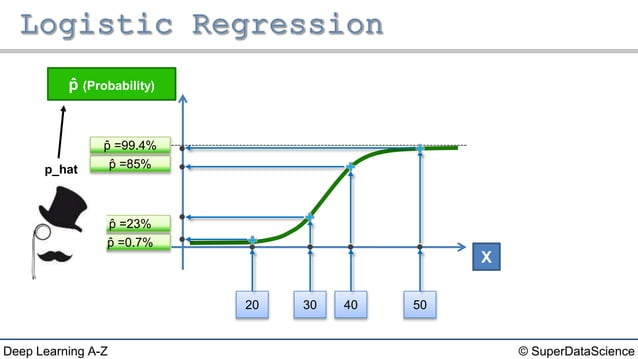 Logistic Regression
p̂ (Probability)
p_hat
p̂ =99.4%
p̂ =85%
p̂ =23%
p̂ =0.7%
X
20 30 40 50
Deep Learning A-Z
© SuperDataScience